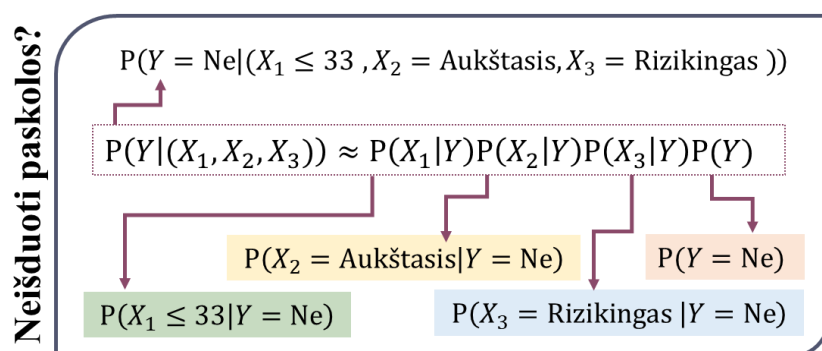 Neišduoti paskolos?
P(Y = Ne|(X₁ ≤ 33 , X₂ = Aukštasis, X₃ = Rizikingas ))
P(Y|(X₁, X₂, X₃)) ≈ P(X₁|Y)P(X₂|Y)P(X₃|Y)P(Y)
P(X₂ = Aukštasis|Y = Ne)
P(Y = Ne)
P(X₁ ≤ 33|Y = Ne)
P(X₃ = Rizikingas |Y = Ne)